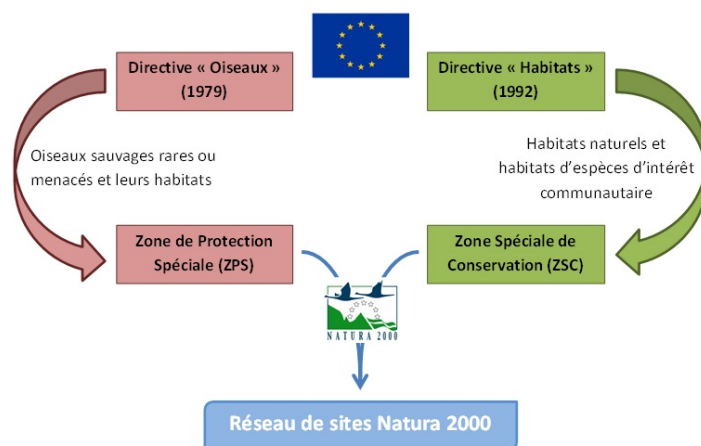 Directive « Oiseaux »
(1979)
Directive « Habitats »
(1992)
Oiseaux sauvages rares ou
menacés et leurs habitats
Habitats naturels et
habitats d'espèces d'intérêt
communautaire
Zone de Protection
Spéciale (ZPS)
Zone Spéciale de
Conservation (ZSC)
NATURA 2000
Réseau de sites Natura 2000